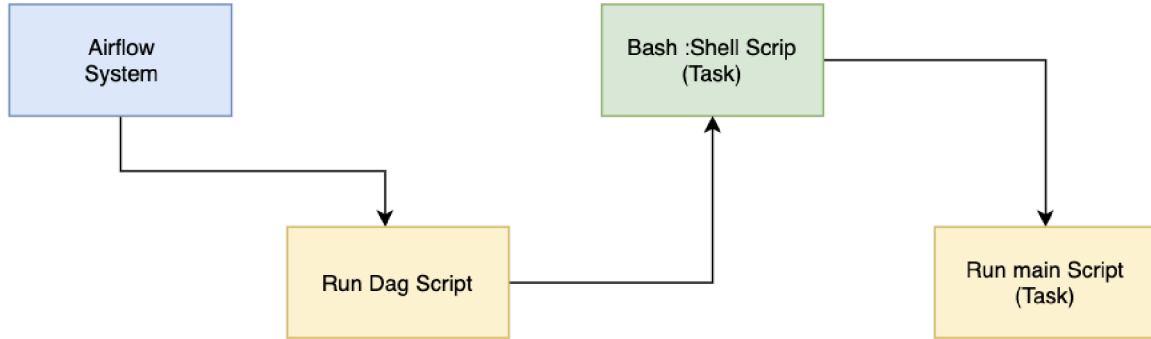 Airflow
System
Run Dag Script
Bash :Shell Scrip
(Task)
Run main Script
(Task)